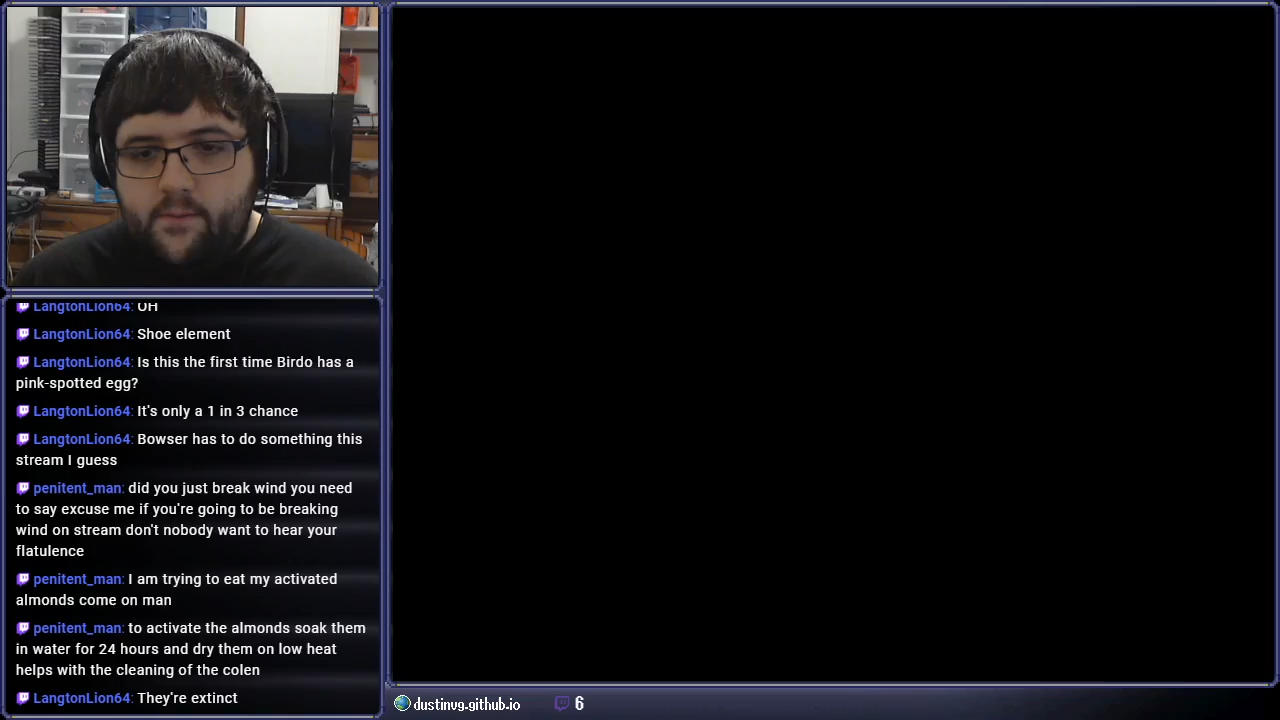 LangtonLion64: OH
LangtonLion64: Shoe element
LangtonLion64: Is this the first time Birdo has a
pink-spotted egg?
LangtonLion64: It's only a 1 in 3 chance
LangtonLion64: Bowser has to do something this
stream I guess
penitent_man: did you just break wind you need
to say excuse me if you're going to be breaking
wind on stream don't nobody want to hear your
flatulence
penitent_man: I am trying to eat my activated
almonds come on man
penitent_man: to activate the almonds soak them
in water for 24 hours and dry them on low heat
helps with the cleaning of the colen
LangtonLion64: They're extinct
dustinvg.github.io 6